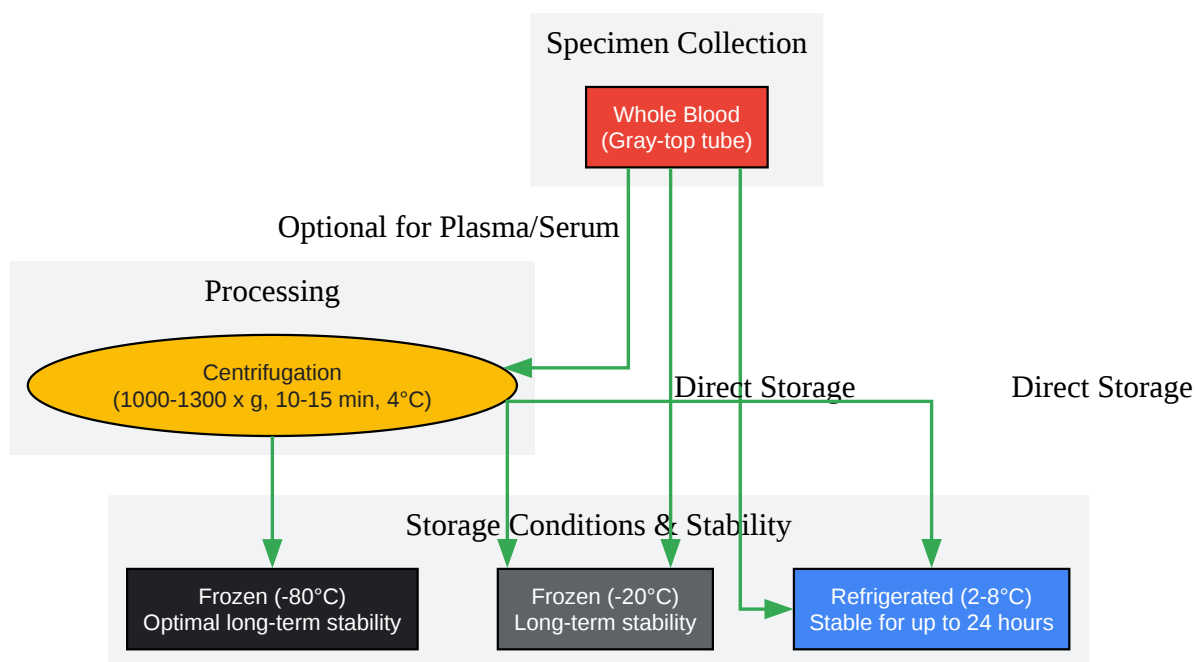 Specimen Collection
Whole Blood
(Gray-top tube)
Optional for Plasma/Serum
Processing
Centrifugation
(1000-1300 x g, 10-15 min, 4°C)
Direct Storage
Direct Storage
Storage Conditions & Stability
Frozen (-80°C)
Optimal long-term stability
Frozen (-20°C)
Long-term stability
Refrigerated (2-8°C)
Stable for up to 24 hours